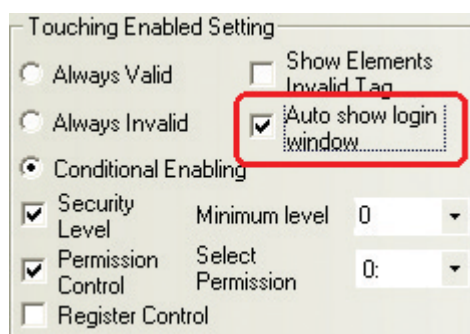 Touching Enabled Setting
Always Valid
Show Elements
Invalid Tag
Always Invalid
Auto show login
window
Conditional Enabling
Security
Level
Minimum level
0
Permission
Control
Select
Permission
0:
Register Control